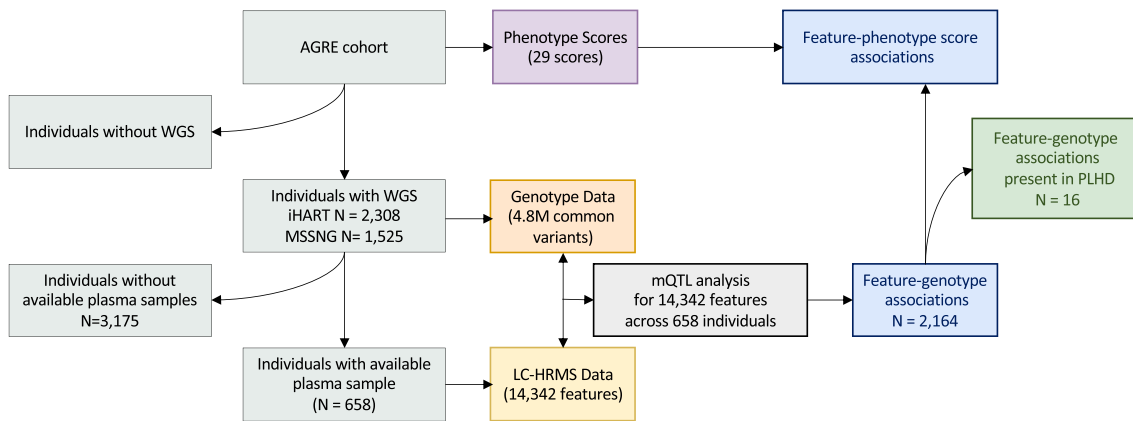 AGRE cohort
Phenotype Scores
(29 scores)
Feature-phenotype score
associations
Individuals without WGS
Feature-genotype
associations
present in PLHD
N = 16
Individuals with WGS
iHART N = 2,308
MSSNG N= 1,525
Genotype Data
(4.8M common
variants)
Individuals without
available plasma samples
N=3,175
mQTL analysis
for 14,342 features
across 658 individuals
Feature-genotype
associations
N = 2,164
Individuals with available
plasma sample
(N = 658)
LC-HRMS Data
(14,342 features)